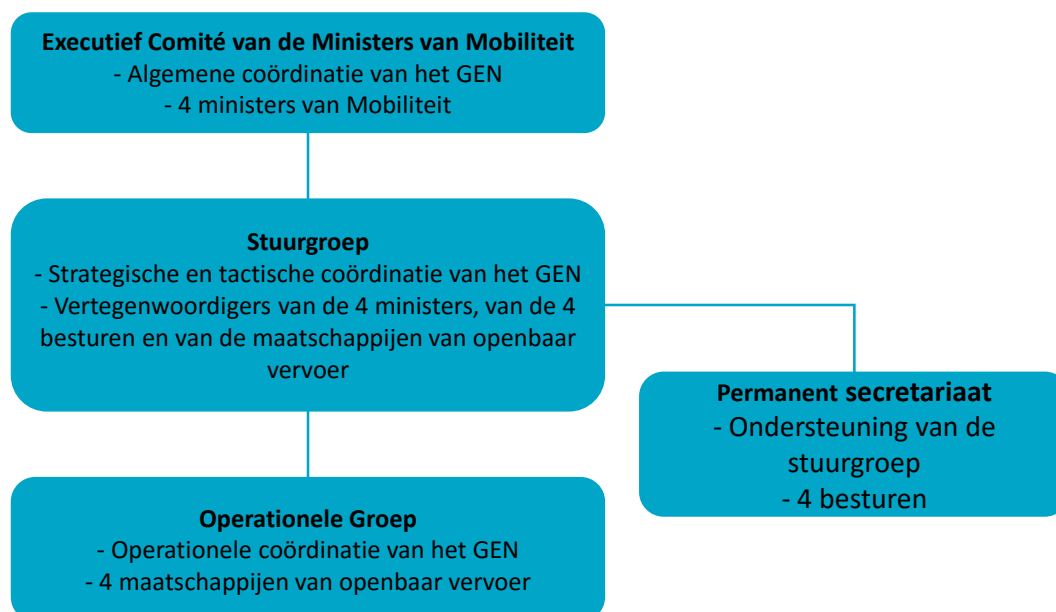 Executief Comité van de Ministers van Mobiliteit
- Algemene coördinatie van het GEN
- 4 ministers van Mobiliteit
Stuurgroep
- Strategische en tactische coördinatie van het GEN
- Vertegenwoordigers van de 4 ministers, van de 4
besturen en van de maatschappijen van openbaar
vervoer
Permanent secretariaat
- Ondersteuning van de
stuurgroep
- 4 besturen
Operationele Groep
- Operationele coördinatie van het GEN
- 4 maatschappijen van openbaar vervoer